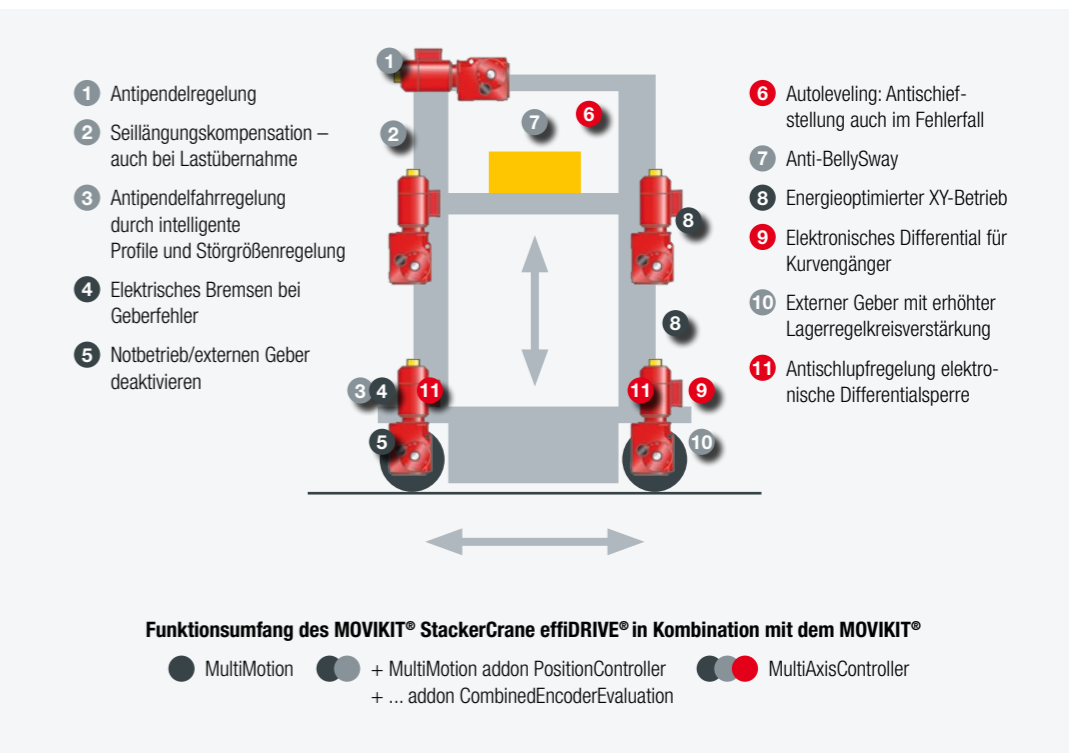 1 Antipendelregelung
2 Seillängungskompensation –
auch bei Lastübernahme
3 Antipendelfahrregelung
durch intelligente
Profile und Störgrößenregelung
4 Elektrisches Bremsen bei
Geberfehler
5 Notbetrieb/externen Geber
deaktivieren
1
2
7
6
8
8
3 4 11
11 9
5
10
6 Autoleveling: Antischief-
stellung auch im Fehlerfall
7 Anti-BellySway
8 Energieoptimierter XY-Betrieb
9 Elektronisches Differential für
Kurvengänger
10 Externer Geber mit erhöhter
Lagerregelkreisverstärkung
11 Antischlupfregelung elektro-
nische Differentialsperre
Funktionsumfang des MOVIKIT® StackerCrane effiDRIVE® in Kombination mit dem MOVIKIT®
MultiMotion
+ MultiMotion addon PositionController
+ ... addon CombinedEncoderEvaluation
MultiAxisController